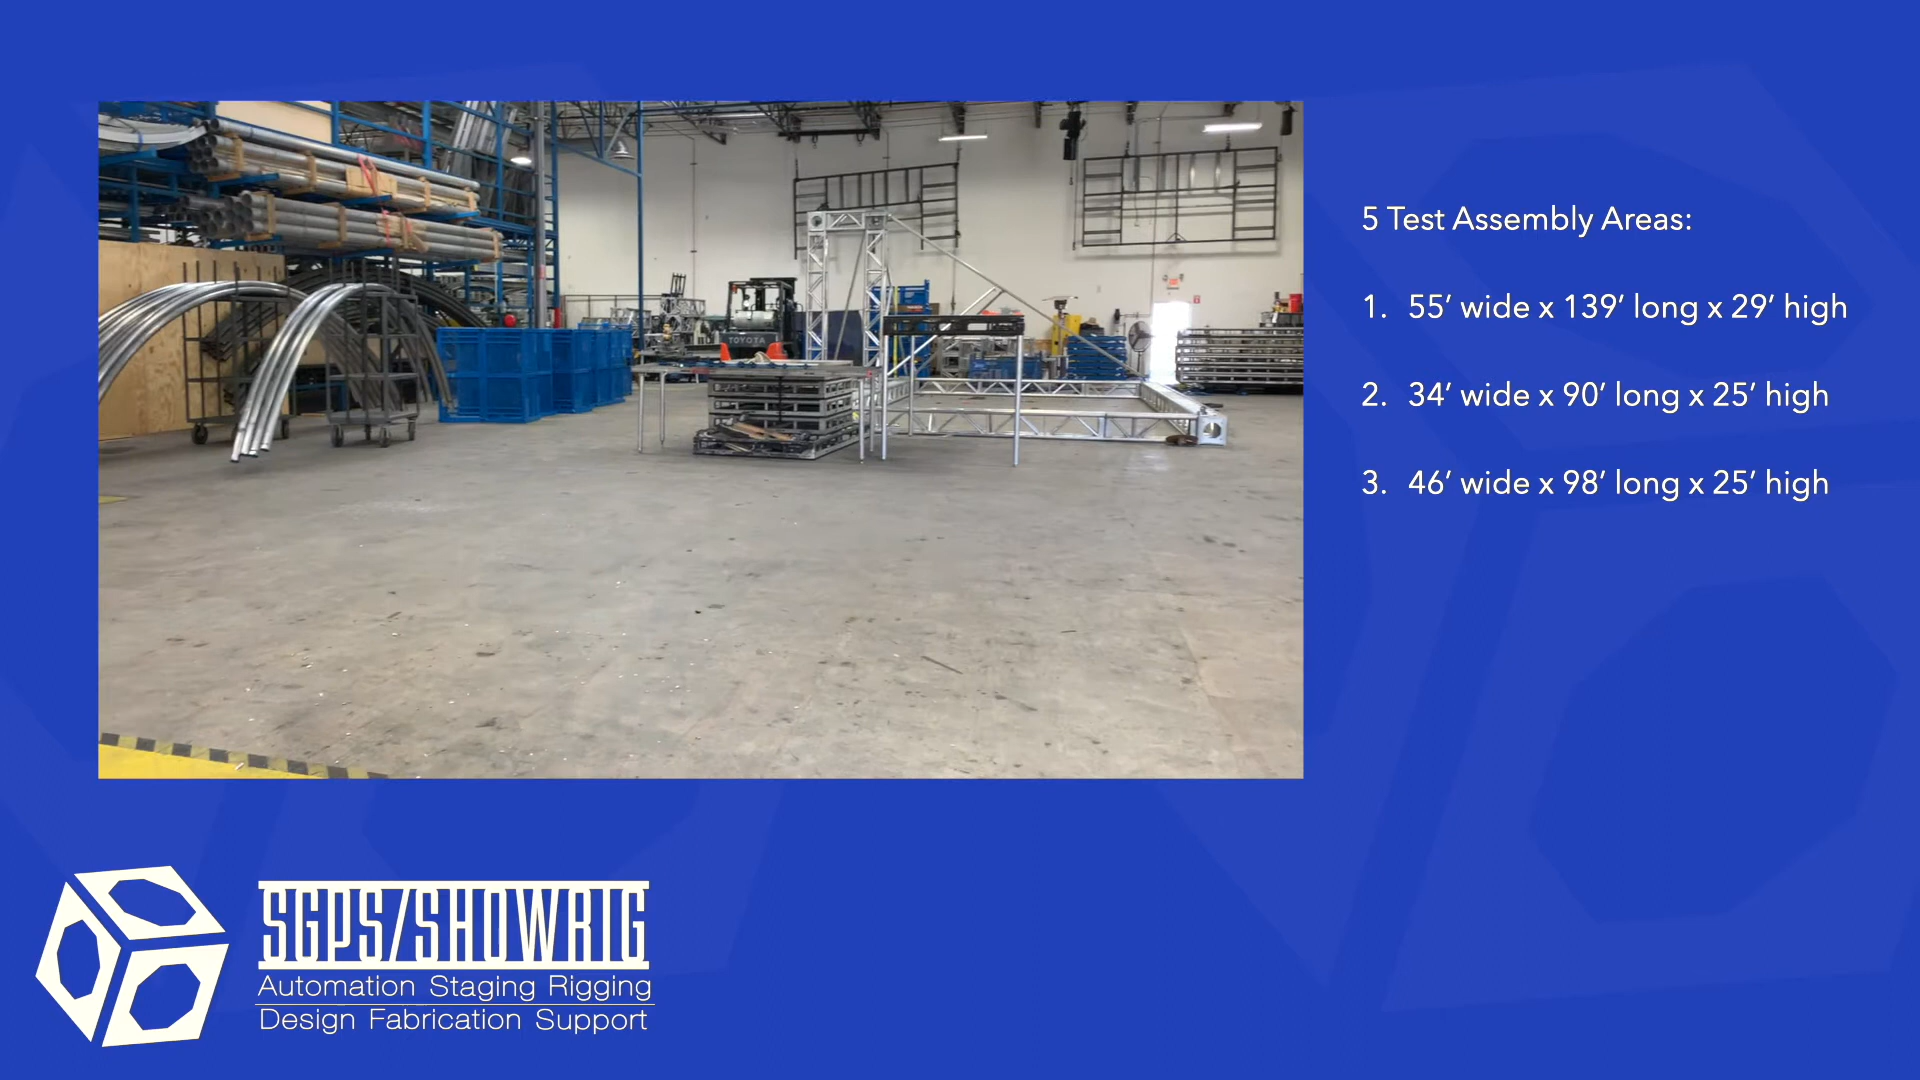 TOYOTA
5 Test Assembly Areas:
1. 55’ wide x 139’ long x 29’ high
2. 34’ wide x 90’ long x 25’ high
3. 46’ wide x 98’ long x 25’ high
SGPS/SHOWRIG
Automation Staging Rigging
Design Fabrication Support